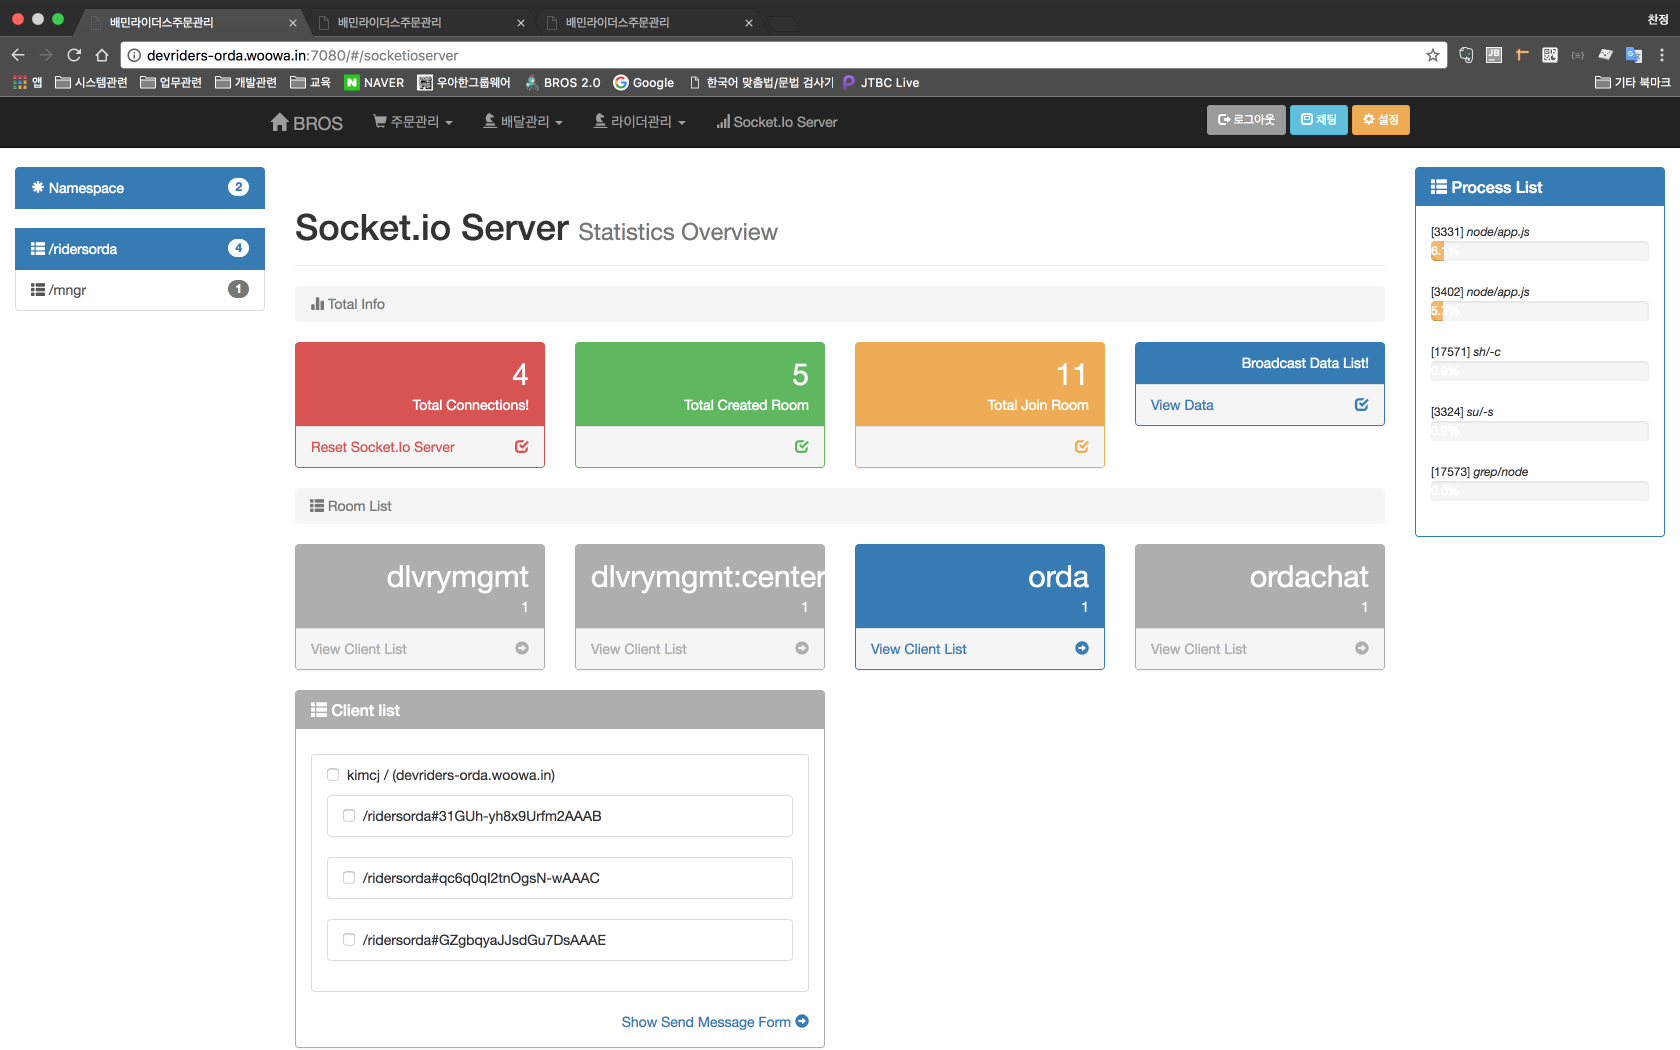 배민라이더스주문관리
배민라이더스주문관리
배민라이더스주문관리
찬정
devriders-orda.woowa.in:7080/#/socketioserver
앱 시스템관련 업무관련 개발관련 교육 NAVER 우아한그룹웨어 BROS 2.0 Google 한국어 맞춤법/문법 검사기 JTBC Live 기타 북마크
BROS 주문관리 배달관리 라이더관리 Socket.Io Server 로그아웃 채팅 설정
Namespace 2
/ridersorda 4
/mngr 1
Socket.io Server Statistics Overview
Total Info
4
Total Connections!
Reset Socket.Io Server
5
Total Created Room
11
Total Join Room
Broadcast Data List!
View Data
Room List
dlvrymgmt
1
View Client List
dlvrymgmt:center
1
View Client List
orda
1
View Client List
ordachat
1
View Client List
Client list
kimcj / (devriders-orda.woowa.in)
/ridersorda#31GUh-yh8x9Urfm2AAAB
/ridersorda#qc6q0qI2tnOgsN-wAAAC
/ridersorda#GZgbqyaJJsdGu7DsAAAE
Show Send Message Form
Process List
[3331] node/app.js
[3402] node/app.js
[17571] sh/-c
0.0%
[3324] su/-s
0.0%
[17573] grep/node
0.0%